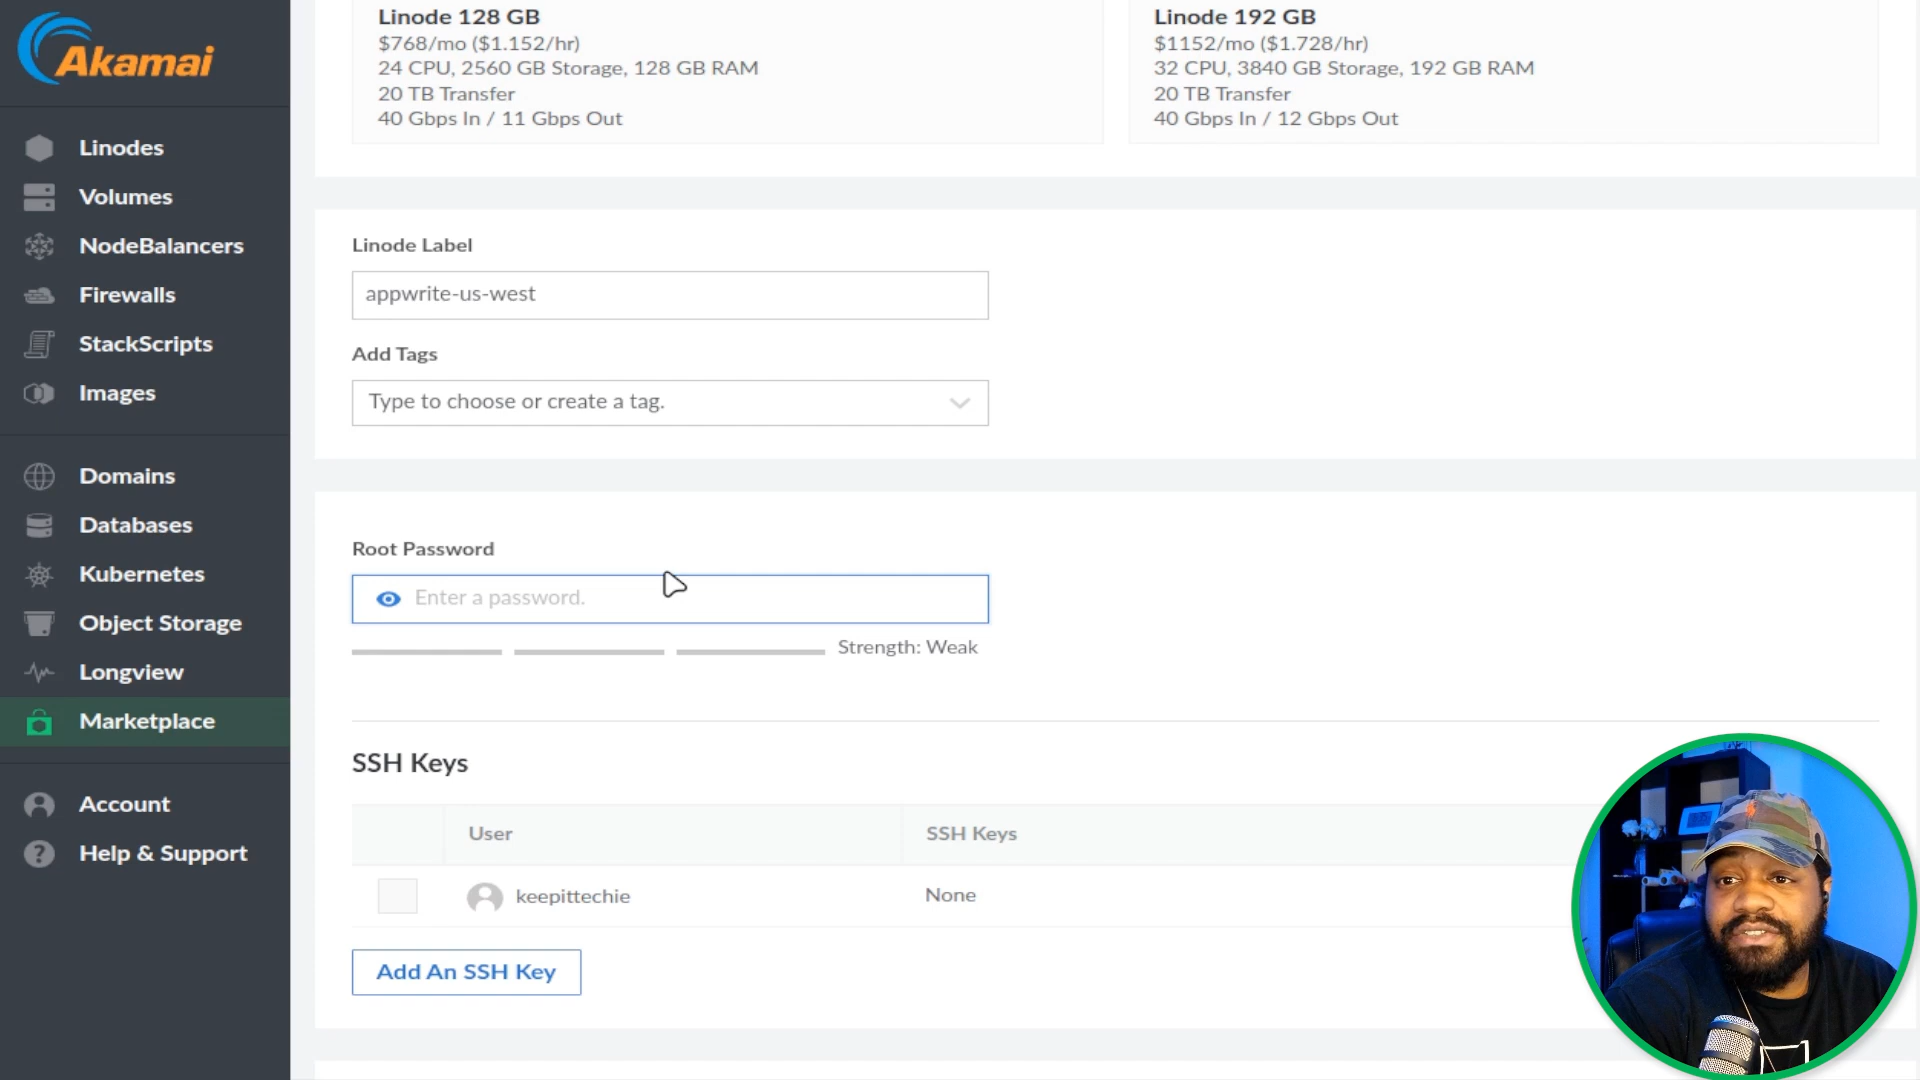 Akamai
Linodes
Volumes
NodeBalancers
Firewalls
StackScripts
Images
Domains
Databases
Kubernetes
Object Storage
Longview
Marketplace
Account
Help & Support
Linode 128 GB
$768/mo ($1.152/hr)
24 CPU, 2560 GB Storage, 128 GB RAM
20 TB Transfer
40 Gbps In / 11 Gbps Out
Linode 192 GB
$1152/mo ($1.728/hr)
32 CPU, 3840 GB Storage, 192 GB RAM
20 TB Transfer
40 Gbps In / 12 Gbps Out
Linode Label
appwrite-us-west
Add Tags
Type to choose or create a tag.
Root Password
Enter a password.
Strength: Weak
SSH Keys
User SSH Keys
keepittechie None
Add An SSH Key